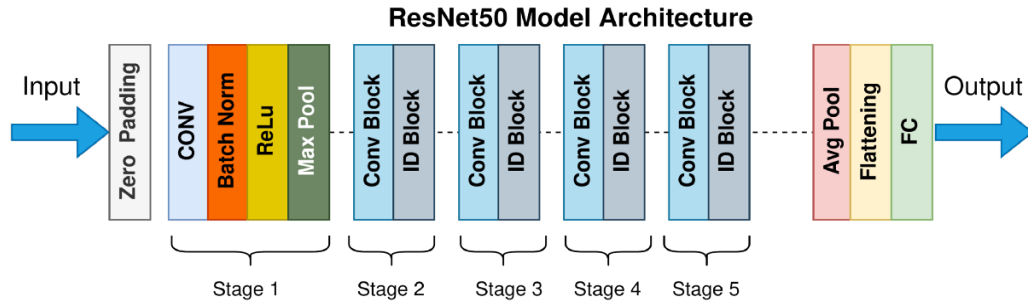 ResNet50 Model Architecture
Input
Zero Padding
CONV
Batch Norm
ReLu
Max Pool
Conv Block
ID Block
Conv Block
ID Block
Conv Block
ID Block
Conv Block
ID Block
Avg Pool
Flattening
FC
Output
Stage 1
Stage 2
Stage 3
Stage 4
Stage 5